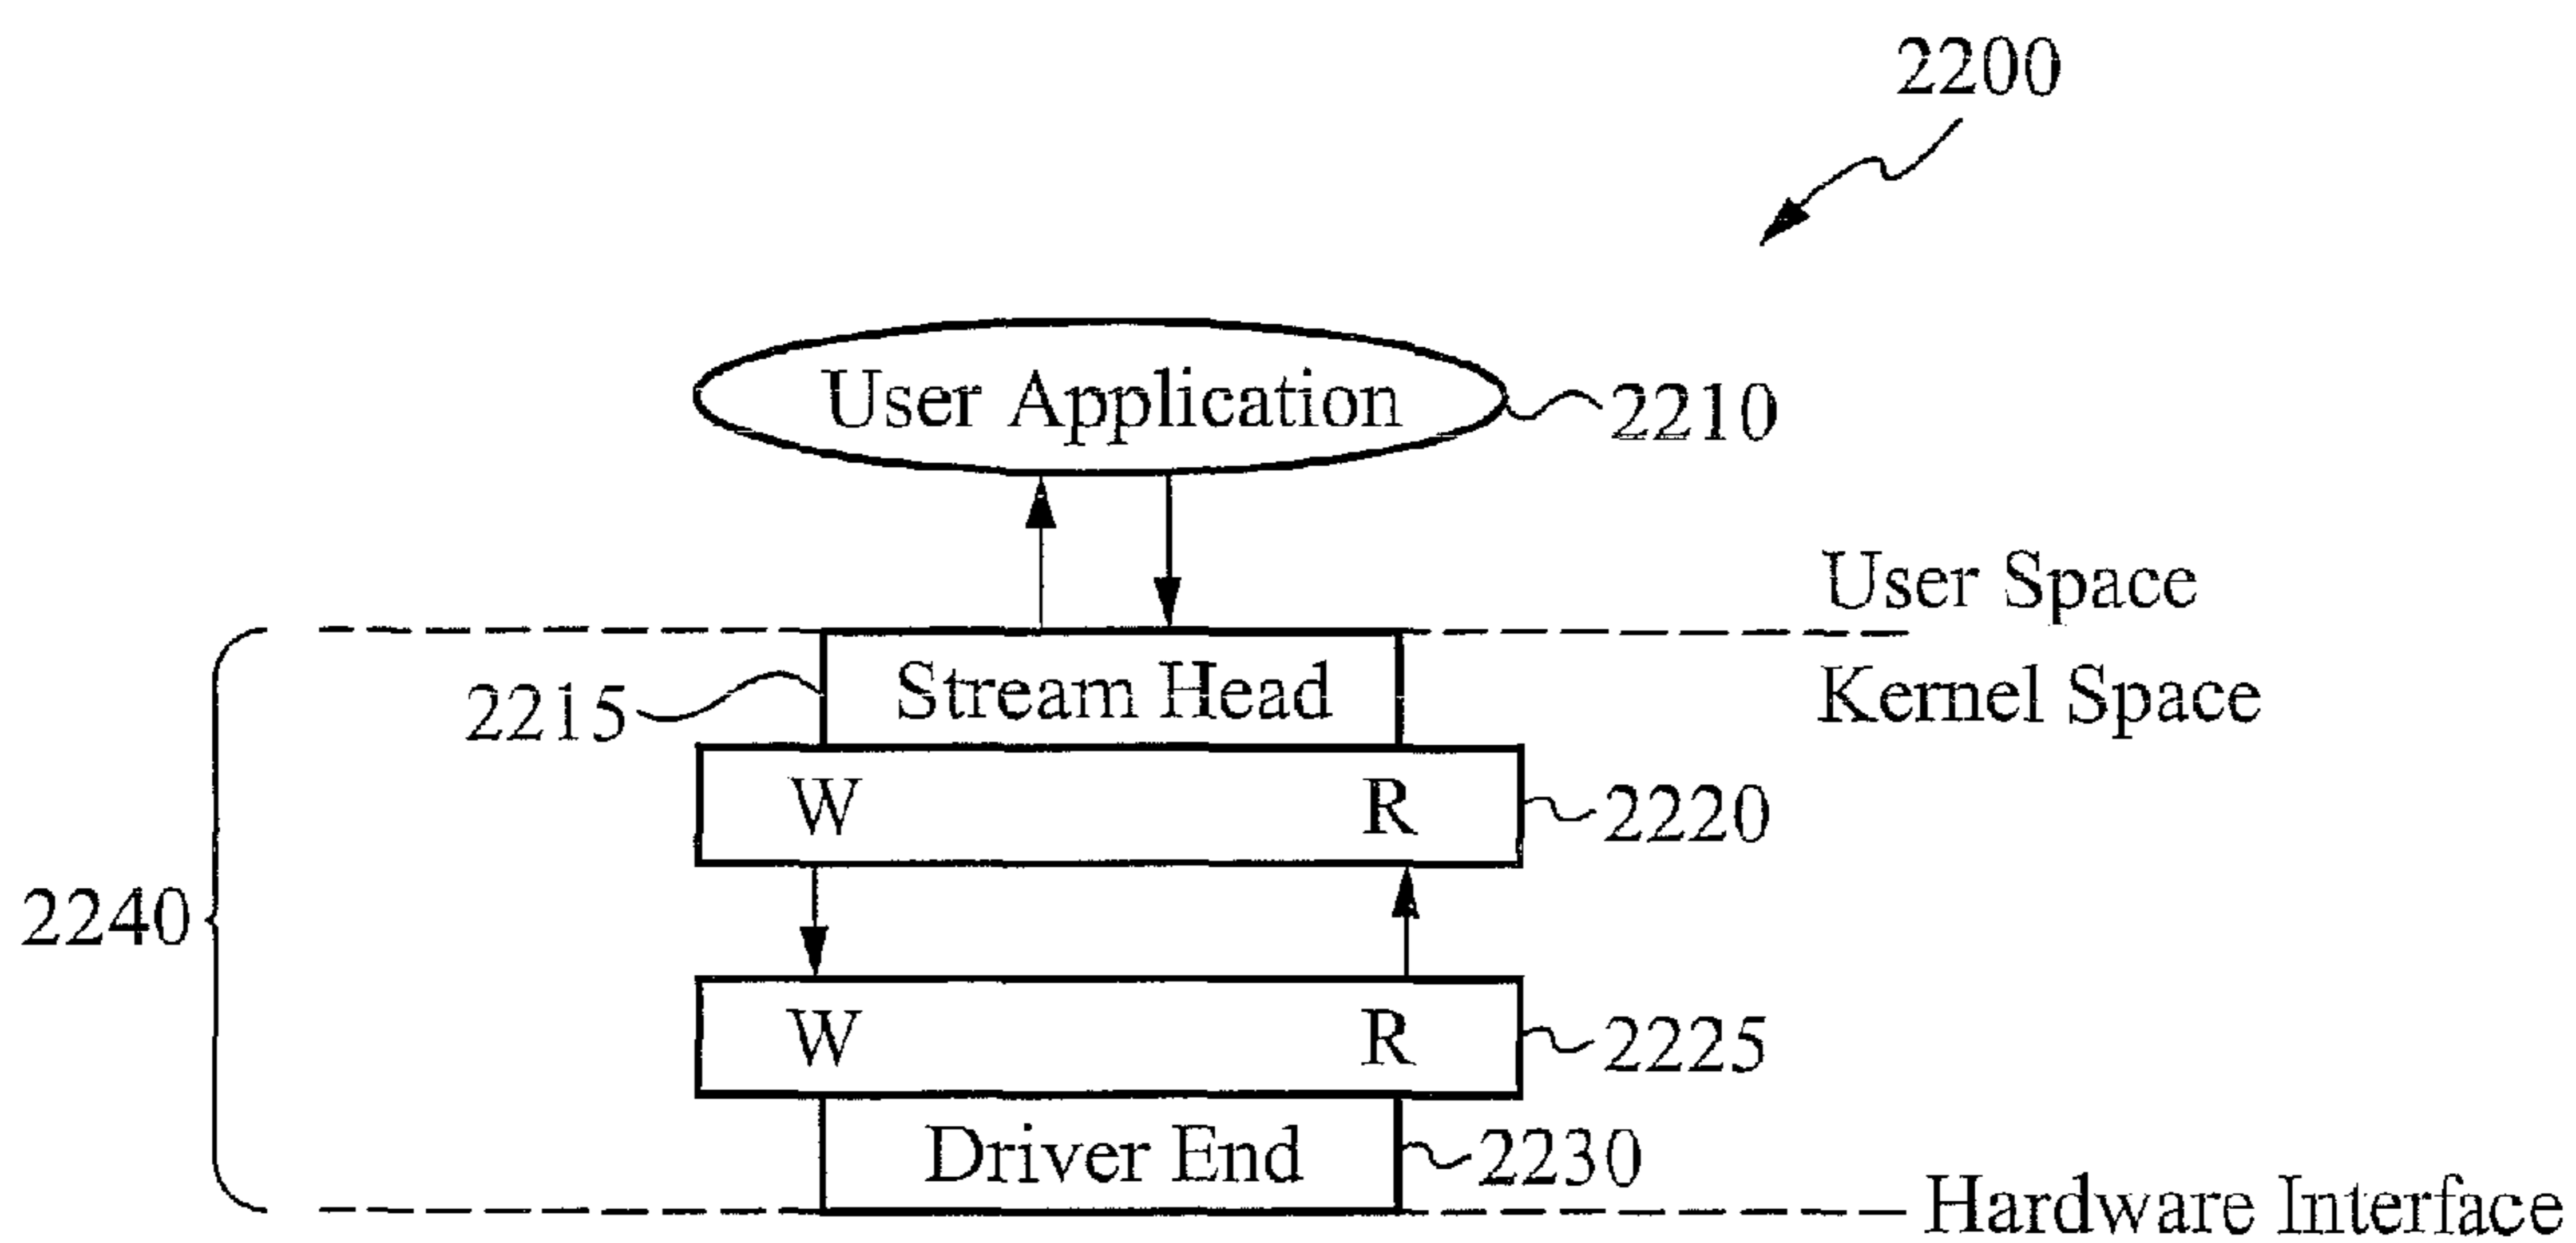 2200
User Application 2210
User Space
2215 Stream Head Kernel Space
W R 2220
2240
W R 2225
Driver End 2230
Hardware Interface